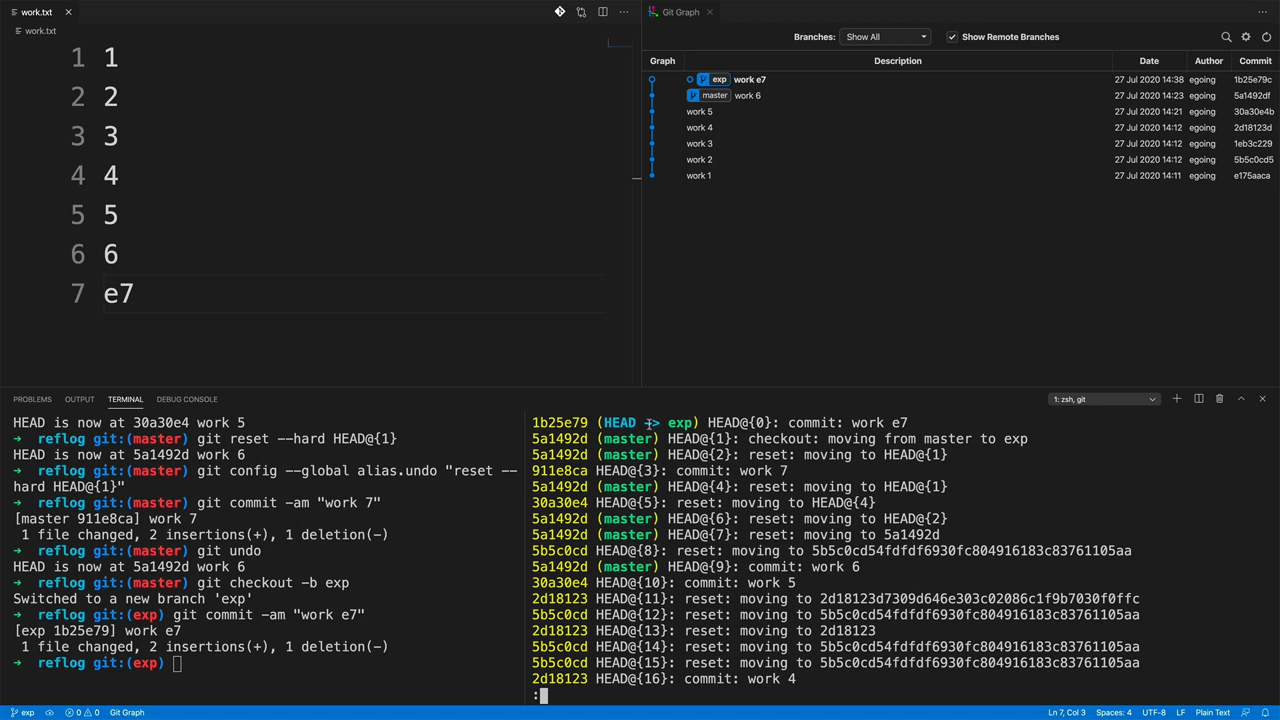 work.txt
work.txt
1 1
2 2
3 3
4 4
5 5
6 6
7 e7
Git Graph
Branches: Show All Show Remote Branches
Graph Description Date Author Commit
exp work e7 27 Jul 2020 14:38 egoing 1b25e79c
master work 6 27 Jul 2020 14:23 egoing 5a1492df
work 5 27 Jul 2020 14:21 egoing 30a30e4b
work 4 27 Jul 2020 14:12 egoing 2d18123d
work 3 27 Jul 2020 14:12 egoing 1eb3c229
work 2 27 Jul 2020 14:12 egoing 5b5c0cd5
work 1 27 Jul 2020 14:11 egoing e175aaca
PROBLEMS OUTPUT TERMINAL DEBUG CONSOLE 1: zsh, git
HEAD is now at 30a30e4 work 5
➜ reflog git:(master) git reset --hard HEAD@{1}
HEAD is now at 5a1492d work 6
➜ reflog git:(master) git config --global alias.undo "reset --
hard HEAD@{1}"
➜ reflog git:(master) git commit -am "work 7"
[master 911e8ca] work 7
1 file changed, 2 insertions(+), 1 deletion(-)
➜ reflog git:(master) git undo
HEAD is now at 5a1492d work 6
➜ reflog git:(master) git checkout -b exp
Switched to a new branch 'exp'
➜ reflog git:(exp) git commit -am "work e7"
[exp 1b25e79] work e7
1 file changed, 2 insertions(+), 1 deletion(-)
➜ reflog git:(exp)
1b25e79 (HEAD -> exp) HEAD@{0}: commit: work e7
5a1492d (master) HEAD@{1}: checkout: moving from master to exp
5a1492d (master) HEAD@{2}: reset: moving to HEAD@{1}
911e8ca HEAD@{3}: commit: work 7
5a1492d (master) HEAD@{4}: reset: moving to HEAD@{1}
30a30e4 HEAD@{5}: reset: moving to HEAD@{4}
5a1492d (master) HEAD@{6}: reset: moving to HEAD@{2}
5a1492d (master) HEAD@{7}: reset: moving to 5a1492d
5b5c0cd HEAD@{8}: reset: moving to 5b5c0cd54fdfdf6930fc804916183c83761105aa
5a1492d (master) HEAD@{9}: commit: work 6
30a30e4 HEAD@{10}: commit: work 5
2d18123 HEAD@{11}: reset: moving to 2d18123d7309d646e303c02086c1f9b7030f0ffc
5b5c0cd HEAD@{12}: reset: moving to 5b5c0cd54fdfdf6930fc804916183c83761105aa
2d18123 HEAD@{13}: reset: moving to 2d18123
5b5c0cd HEAD@{14}: reset: moving to 5b5c0cd54fdfdf6930fc804916183c83761105aa
5b5c0cd HEAD@{15}: reset: moving to 5b5c0cd54fdfdf6930fc804916183c83761105aa
2d18123 HEAD@{16}: commit: work 4
:
exp 0 0 Git Graph Ln 7, Col 3 Spaces: 4 UTF-8 LF Plain Text